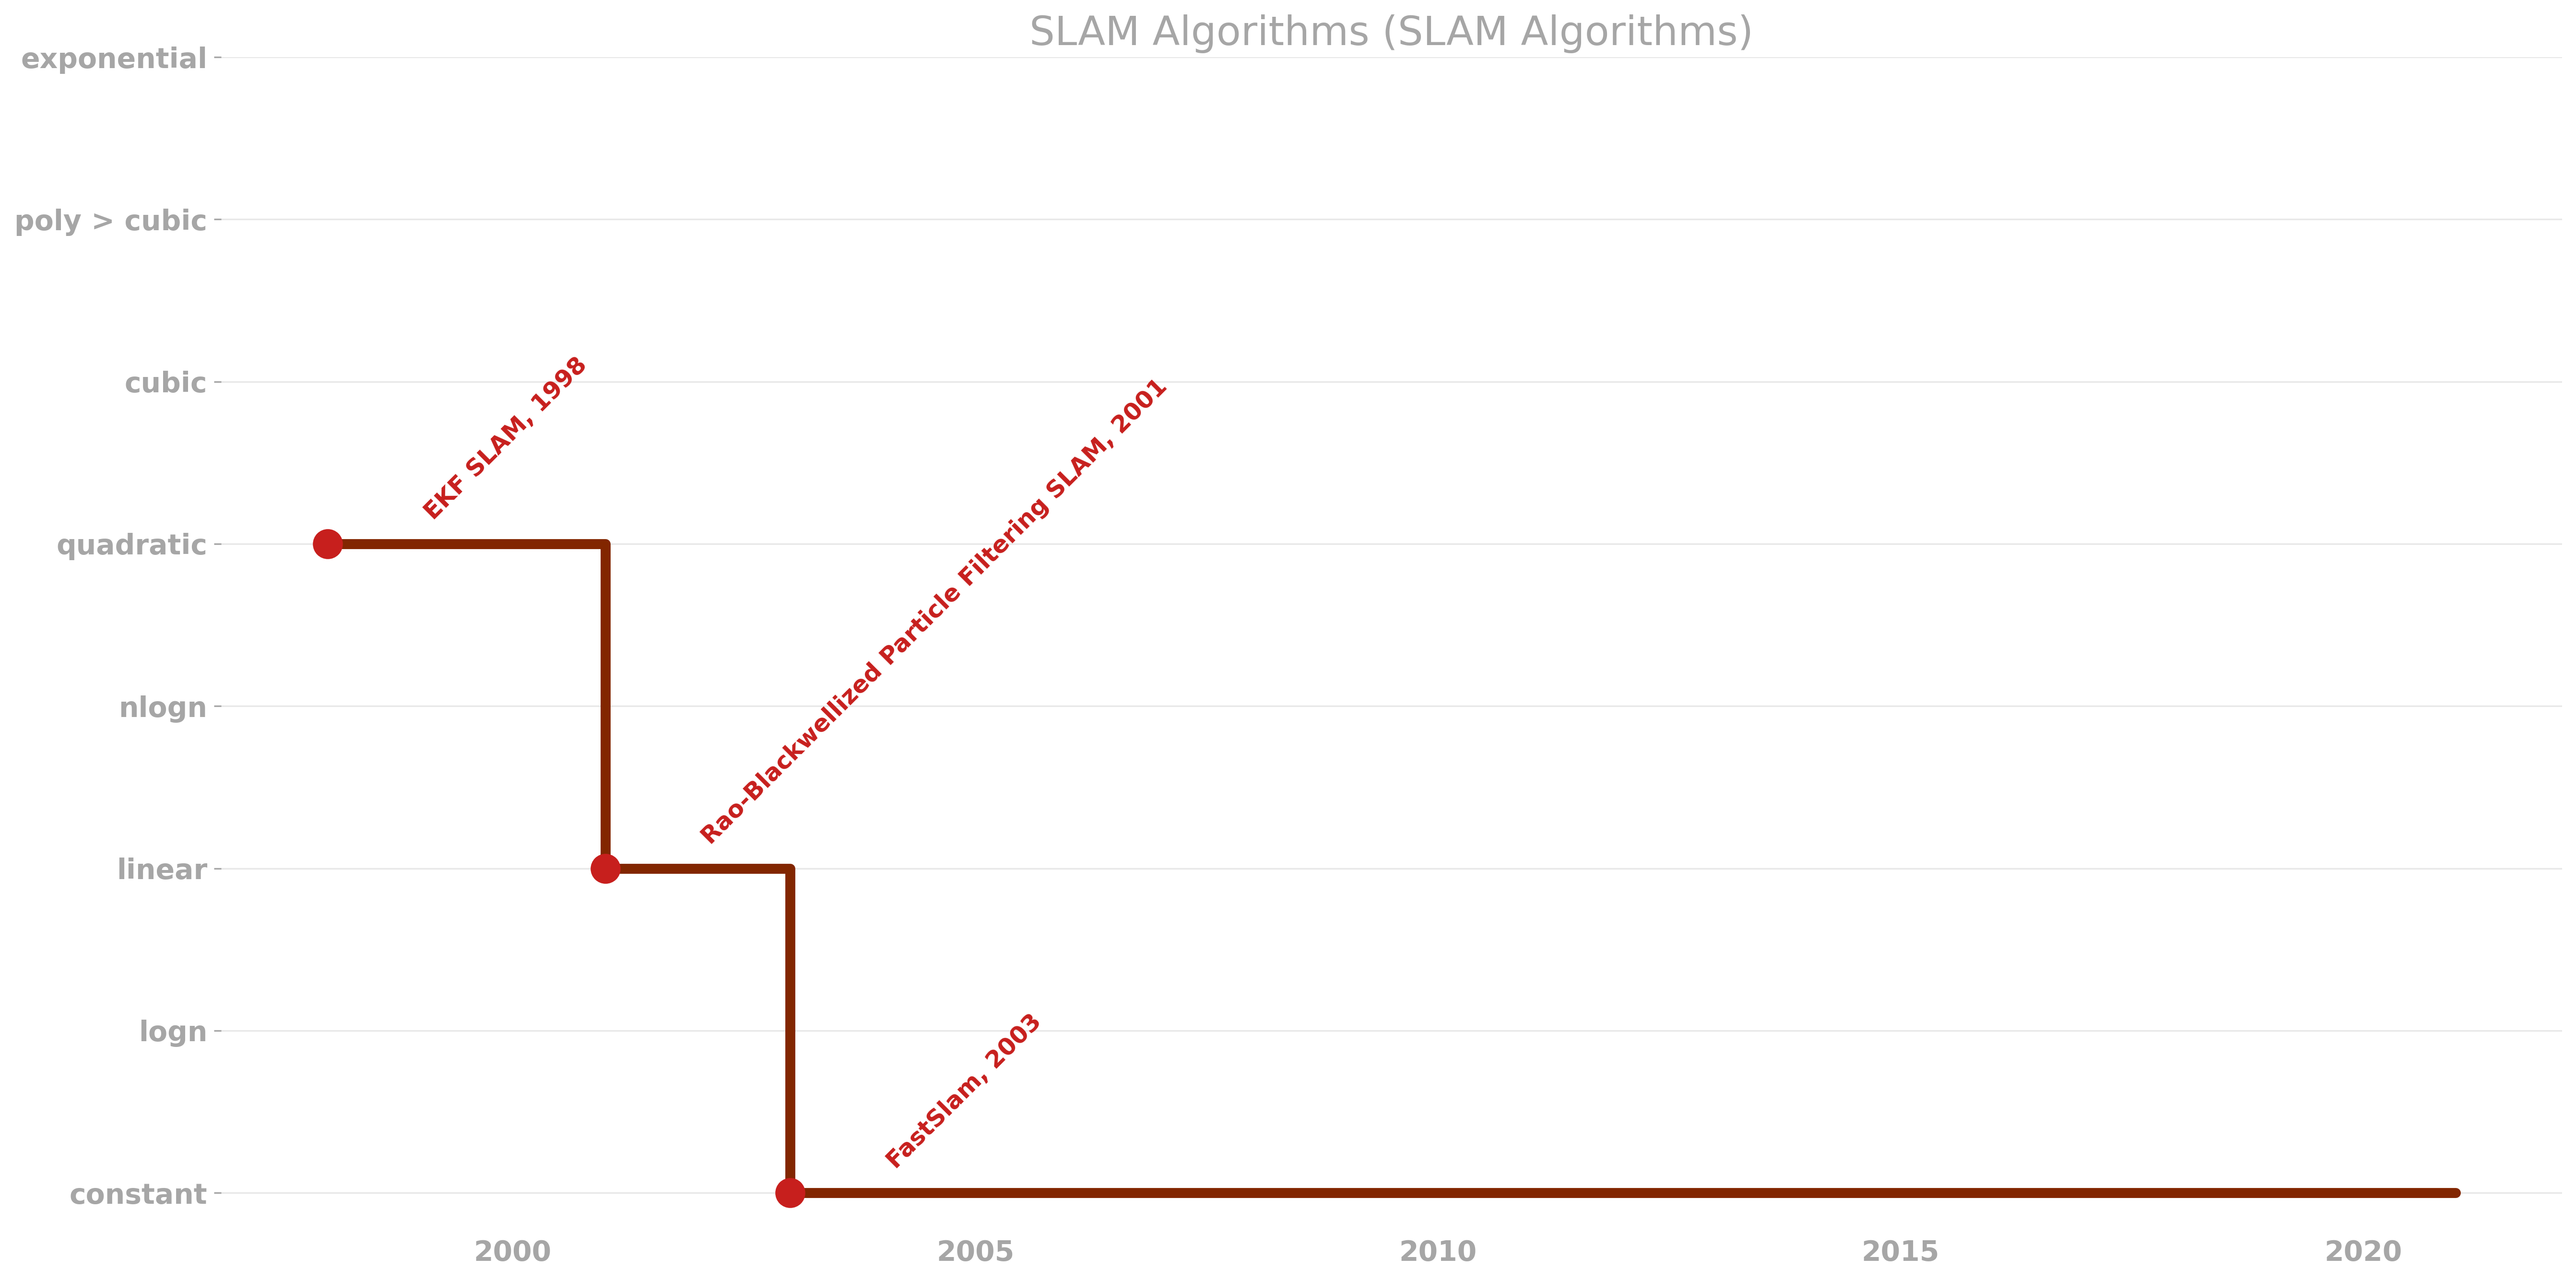 SLAM Algorithms (SLAM Algorithms)
exponential
poly > cubic
cubic
quadratic
nlogn
linear
logn
constant
EKF SLAM, 1998
Rao-Blackwellized Particle Filtering SLAM, 2001
FastSlam, 2003
2000
2005
2010
2015
2020